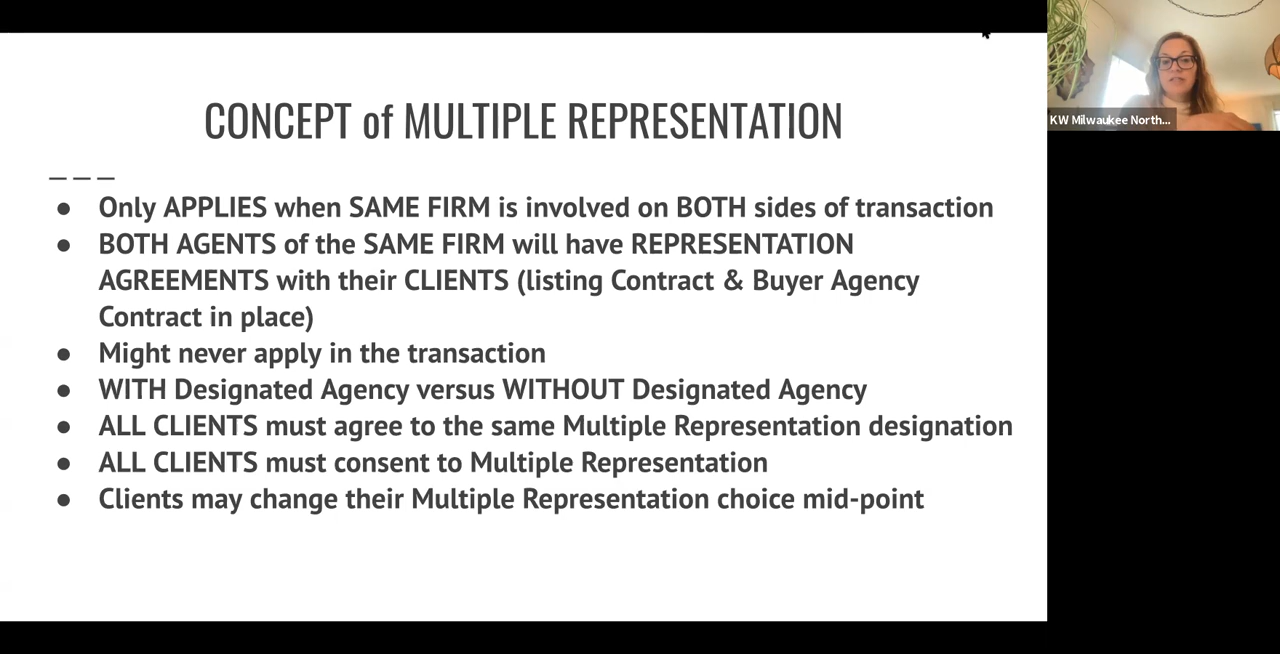 CONCEPT of MULTIPLE REPRESENTATION
● Only APPLIES when SAME FIRM is involved on BOTH sides of transaction
● BOTH AGENTS of the SAME FIRM will have REPRESENTATION
AGREEMENTS with their CLIENTS (listing Contract & Buyer Agency
Contract in place)
● Might never apply in the transaction
● WITH Designated Agency versus WITHOUT Designated Agency
● ALL CLIENTS must agree to the same Multiple Representation designation
● ALL CLIENTS must consent to Multiple Representation
● Clients may change their Multiple Representation choice mid-point
KW Milwaukee North...